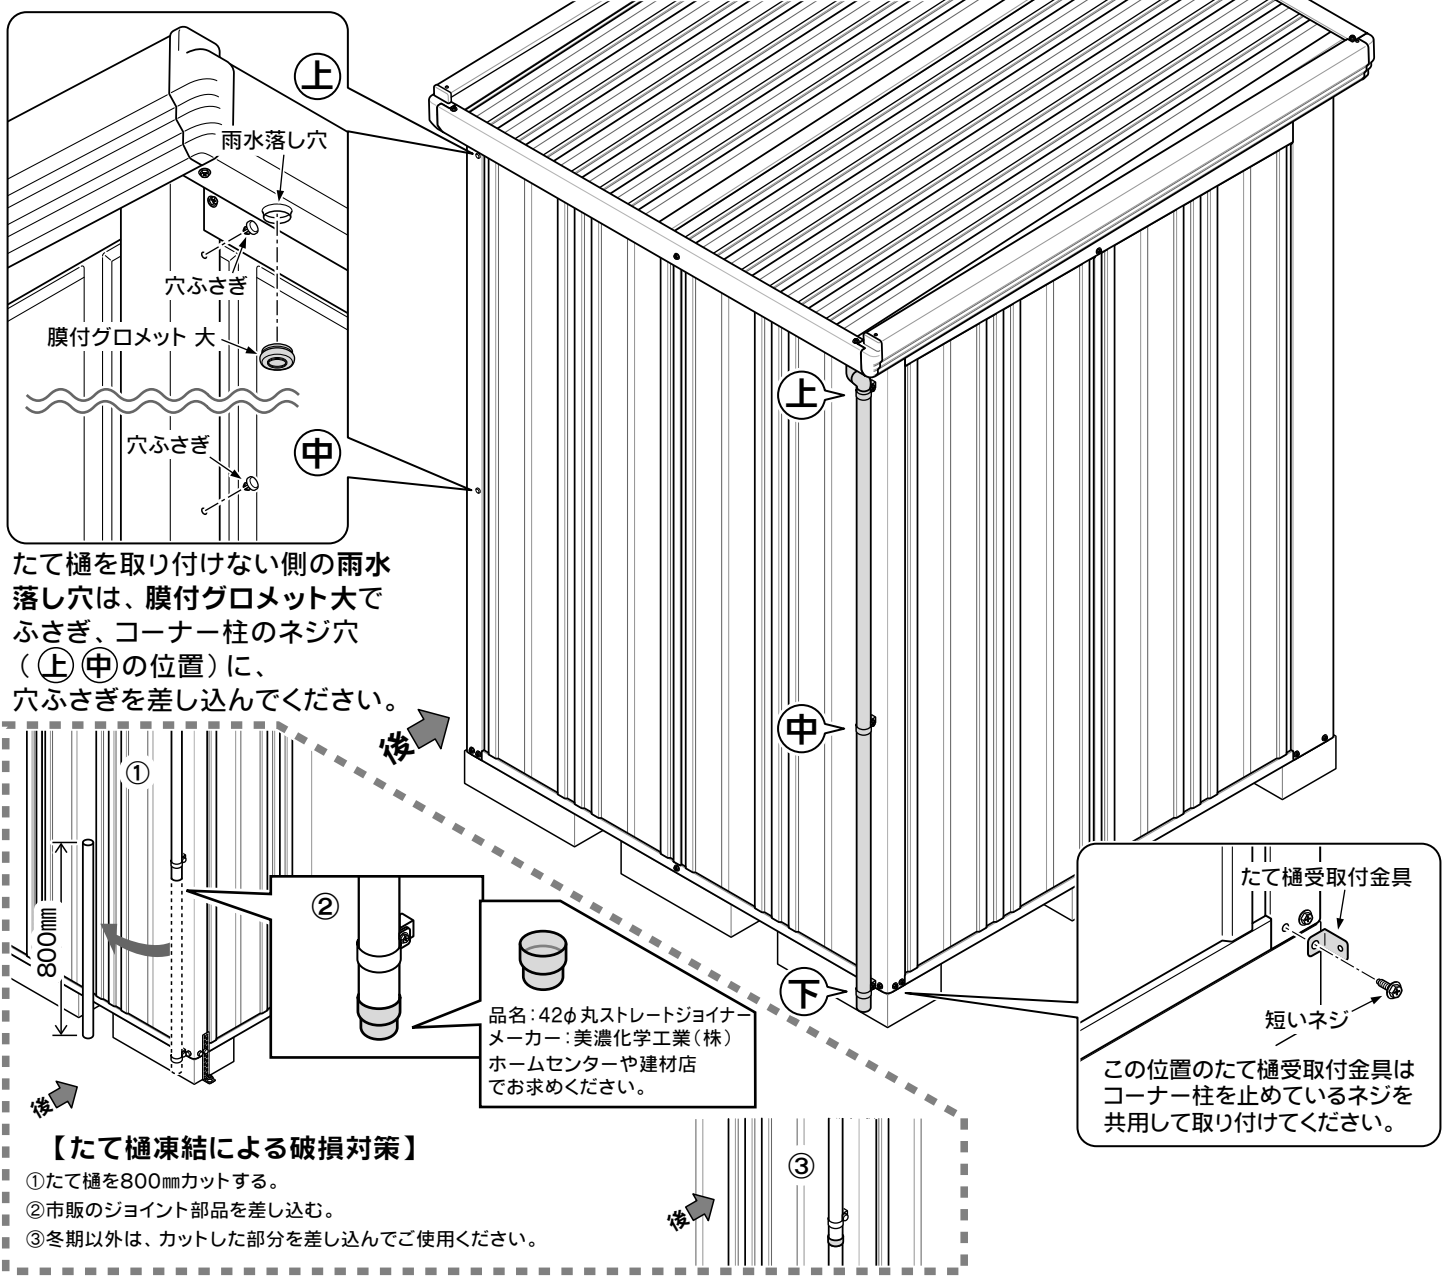 上
雨水落し穴
穴ふさぎ
膜付グロメット 大
穴ふさぎ
中
たて樋を取り付けない側の雨水
落し穴は、膜付グロメット大で
ふさぎ、コーナー柱のネジ穴
（上中の位置）に、
穴ふさぎを差し込んでください。
後
上
中
下
たて樋受取付金具
短いネジ
この位置のたて樋受取付金具は
コーナー柱を止めているネジを
共用して取り付けてください。
①
800㎜
後
②
品名：42φ丸ストレートジョイナー
メーカー：美濃化学工業（株）
ホームセンターや建材店
でお求めください。
【たて樋凍結による破損対策】
①たて樋を800㎜カットする。
②市販のジョイント部品を差し込む。
③冬期以外は、カットした部分を差し込んでご使用ください。
③
後